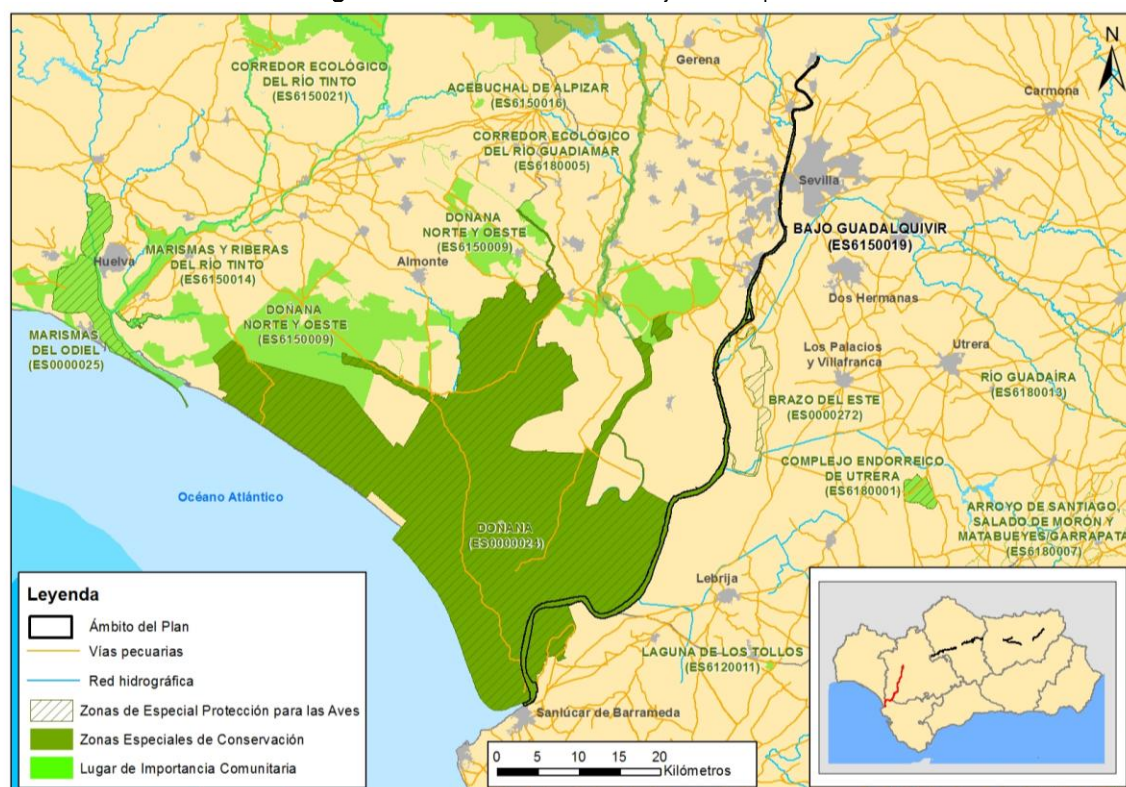 N
CORREDOR ECOLÓGICO
DEL RÍO TINTO
(ES6150021)
Gerena
ACEBUCHAL DE ALPIZAR
(ES6150016)
Carmona
CORREDOR ECOLÓGICO
DEL RÍO GUADIAMAR
(ES6180005)
Sevilla
DOÑANA
NORTE Y OESTE
(ES6150009)
BAJO GUADALQUIVIR
(ES6150019)
Huelva
MARISMAS Y RIBERAS
DEL RÍO TINTO
(ES6150014)
Almonte
Dos Hermanas
DOÑANA
NORTE Y OESTE
(ES6150009)
MARISMAS
DEL ODIEL
(ES0000025)
Los Palacios
y Villafranca
Utrera
RÍO GUADAÍRA
(ES6180013)
BRAZO DEL ESTE
(ES0000272)
COMPLEJO ENDORREICO
DE UTRERA
(ES6180001)
Océano Atlántico
ARROYO DE SANTIAGO,
SALADO DE MORÓN Y
MATABUEYES/GARRAPATA
(ES6180007)
DOÑANA
(ES0000024)
Lebrija
LAGUNA DE LOS TOLLOS
(ES6120011)
Sanlúcar de Barrameda
Leyenda
Ámbito del Plan
Vías pecuarias
Red hidrográfica
Zonas de Especial Protección para las Aves
Zonas Especiales de Conservación
Lugar de Importancia Comunitaria
0 5 10 15 20
Kilómetros